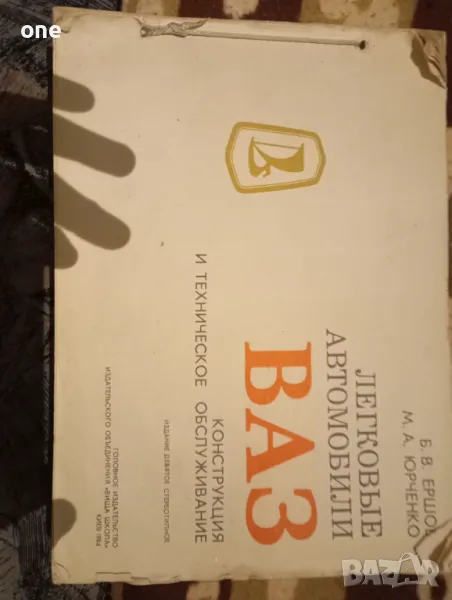 one
Б. В. ЕРШОВ
М. А. ЮРЧЕНКО
ЛЕГКОВЫЕ
АВТОМОБИЛИ
ВАЗ
КОНСТРУКЦИЯ
И ТЕХНИЧЕСКОЕ ОБСЛУЖИВАНИЕ
ИЗДАНИЕ ДЕВЯТОЕ СТЕРЕОТИПНОЕ
ГОЛОВНОЕ ИЗДАТЕЛЬСТВО
ИЗДАТЕЛЬСКОГО ОБЪЕДИНЕНИЯ «ВИЩА ШКОЛА»
КИЕВ 1984
BAZAR